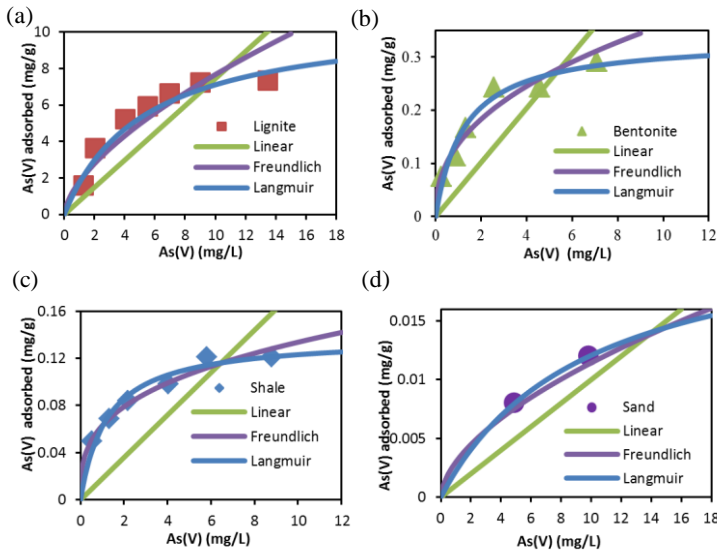 (a)
As(V) adsorbed (mg/g)
10
8
6
4
2
0
Lignite
Linear
Freundlich
Langmuir
0 2 4 6 8 10 12 14 16 18
As(V) (mg/L)
(b)
As(V) adsorbed (mg/g)
0.3
0.2
0.1
0
Bentonite
Linear
Freundlich
Langmuir
0 2 4 6 8 10 12
As(V) (mg/L)
(c)
As(V) adsorbed (mg/g)
0.16
0.12
0.08
0.04
0
Shale
Linear
Freundlich
Langmuir
0 2 4 6 8 10 12
As(V) (mg/L)
(d)
As(V) adsorbed (mg/g)
0.015
0.01
0.005
0
Sand
Linear
Freundlich
Langmuir
0 2 4 6 8 10 12 14 16 18
As(V) (mg/L)